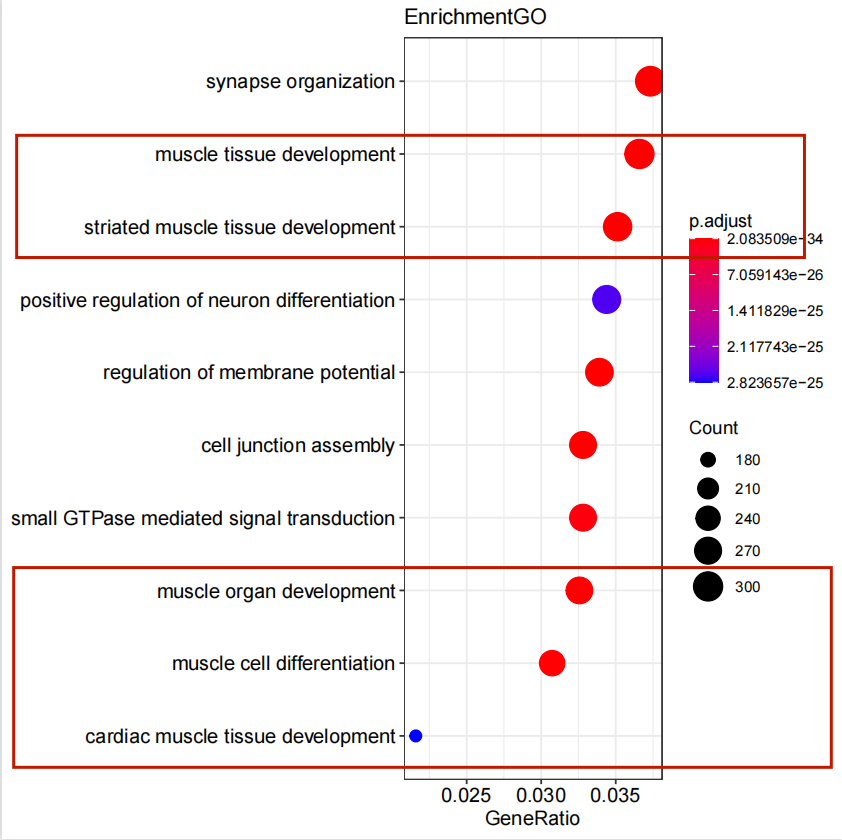 EnrichmentGO
synapse organization
muscle tissue development
striated muscle tissue development
positive regulation of neuron differentiation
regulation of membrane potential
cell junction assembly
small GTPase mediated signal transduction
muscle organ development
muscle cell differentiation
cardiac muscle tissue development
0.025 0.030 0.035
GeneRatio
p.adjust
2.083509e−34
7.059143e−26
1.411829e−25
2.117743e−25
2.823657e−25
Count
180
210
240
270
300